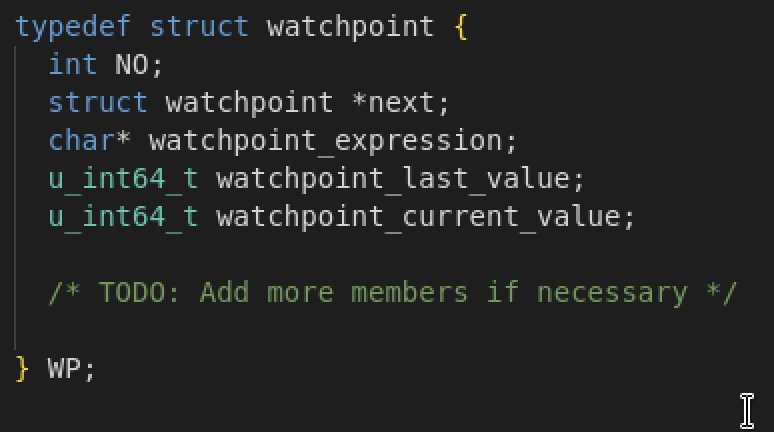 typedef struct watchpoint {
  int NO;
  struct watchpoint *next;
  char* watchpoint_expression;
  u_int64_t watchpoint_last_value;
  u_int64_t watchpoint_current_value;

  /* TODO: Add more members if necessary */

} WP;